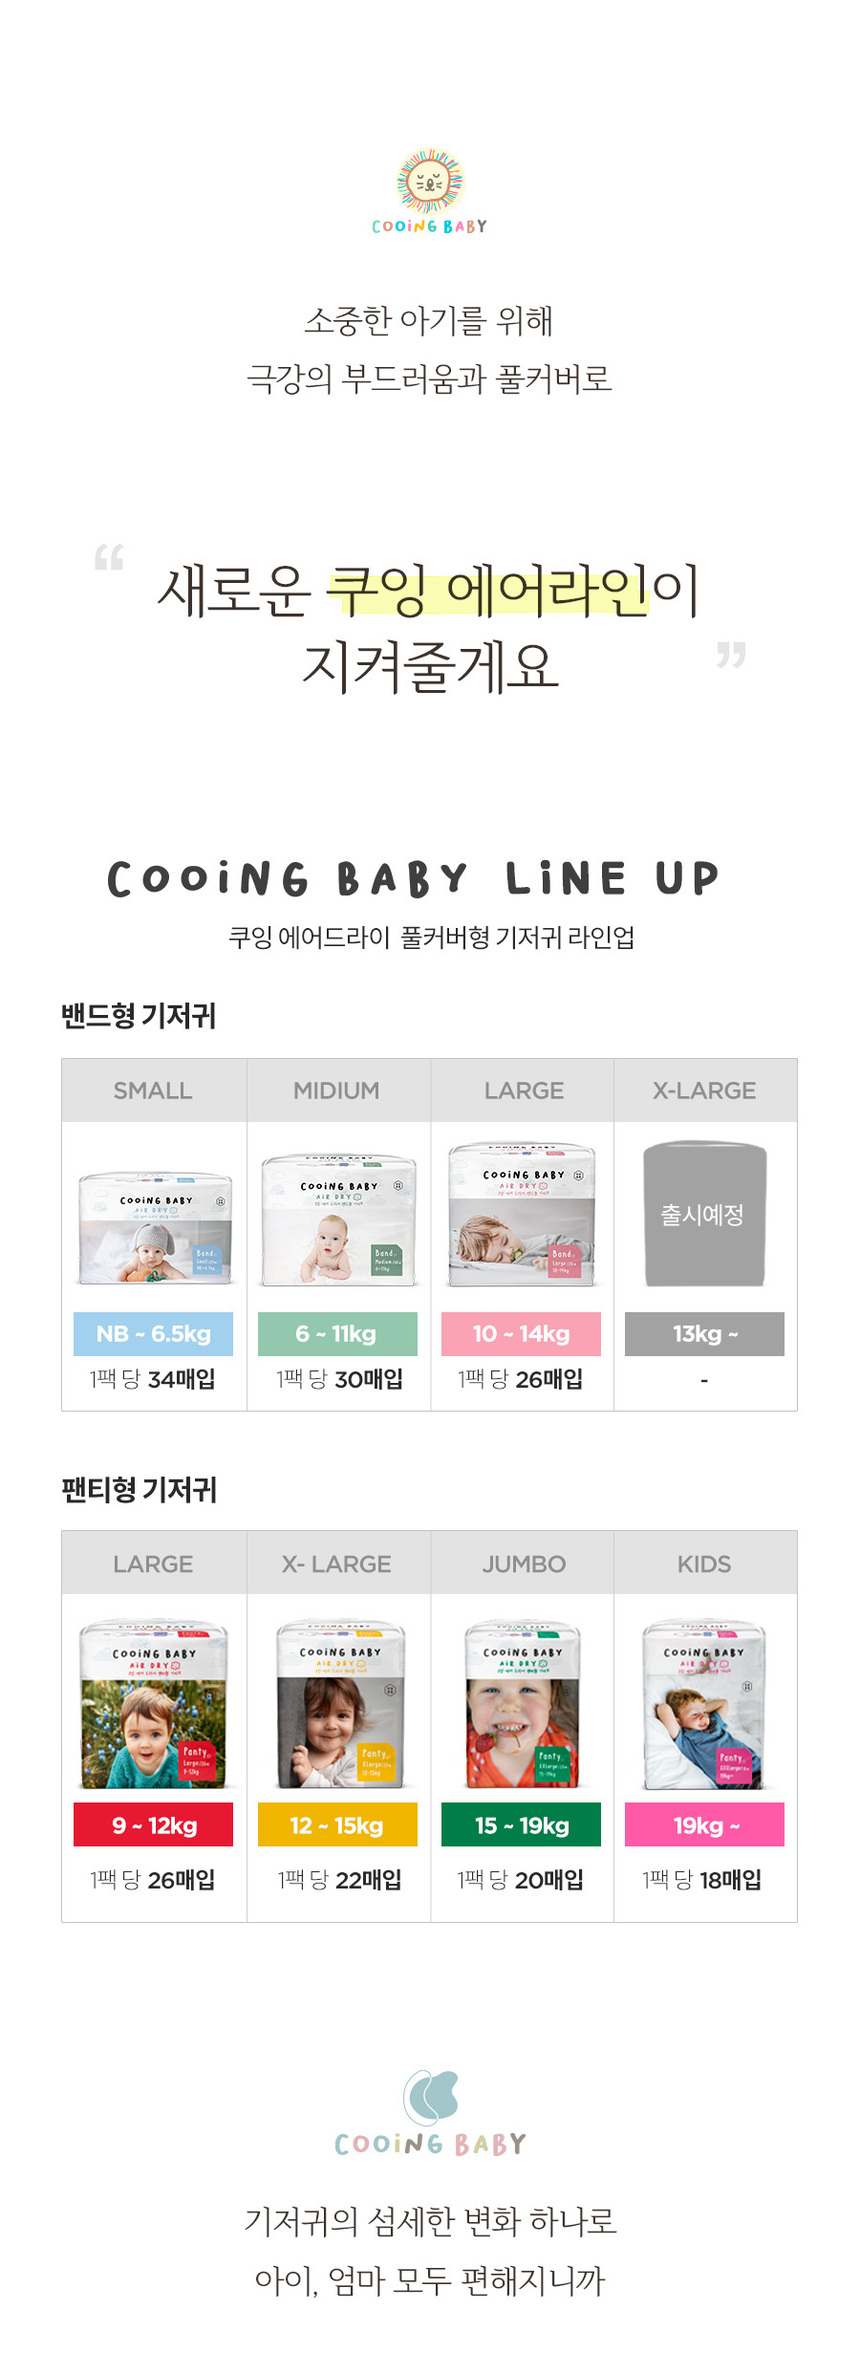 COOiNG BABY
소중한 아기를 위해
극강의 부드러움과 풀커버로
“
새로운 쿠잉 에어라인이
지켜줄게요
”
COOiNG BABY LiNE UP
쿠잉 에어드라이 풀커버형 기저귀 라인업
밴드형 기저귀
SMALL MIDIUM LARGE X-LARGE
COOiNG BABY COOiNG BABY COOiNG BABY
AiR DRY AiR DRY AiR DRY
출시예정
Band Band Band
Small Medium Large
NB ~ 6.5kg 6 ~ 11kg 10 ~ 14kg 13kg ~
1팩 당 34매입 1팩 당 30매입 1팩 당 26매입 -
팬티형 기저귀
LARGE X- LARGE JUMBO KIDS
COOiNG BABY COOiNG BABY COOiNG BABY COOiNG BABY
AiR DRY AiR DRY AiR DRY AiR DRY
Panty Panty Panty Panty
Large
9-12kg 12-15kg 15-19kg
9 ~ 12kg 12 ~ 15kg 15 ~ 19kg 19kg ~
1팩 당 26매입 1팩 당 22매입 1팩 당 20매입 1팩 당 18매입
COOiNG BABY
기저귀의 섬세한 변화 하나로
아이, 엄마 모두 편해지니까